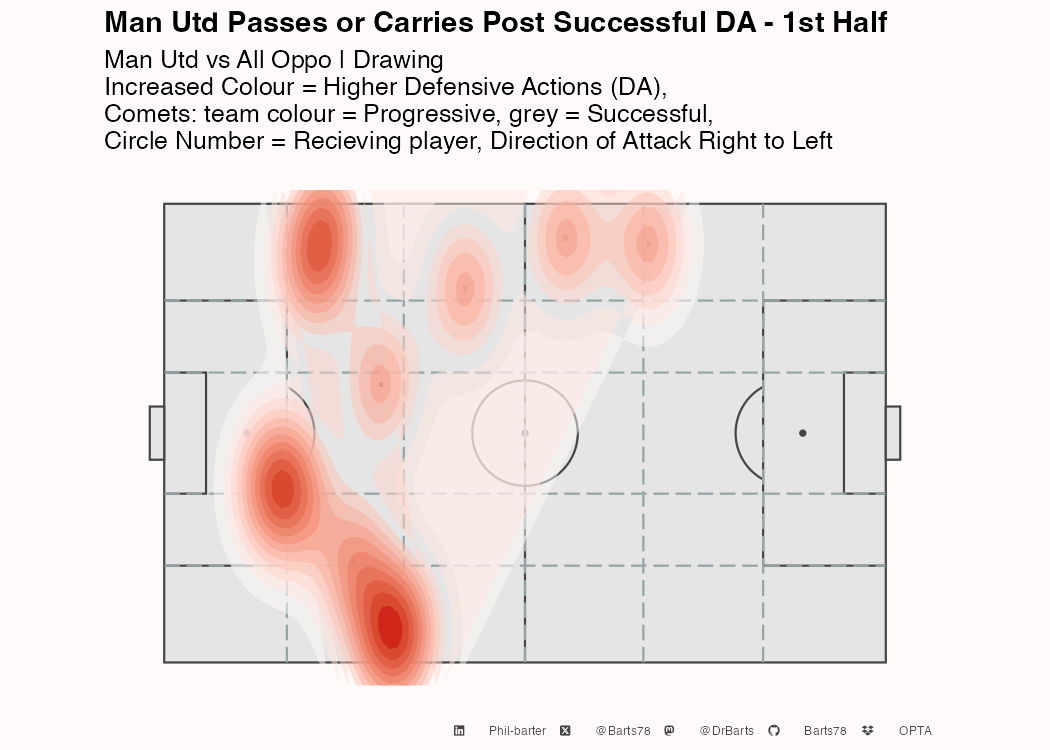 Man Utd Passes or Carries Post Successful DA - 1st Half
Man Utd vs All Oppo | Drawing
Increased Colour = Higher Defensive Actions (DA),
Comets: team colour = Progressive, grey = Successful,
Circle Number = Recieving player, Direction of Attack Right to Left
Phil-barter @Barts78 @DrBarts Barts78 OPTA